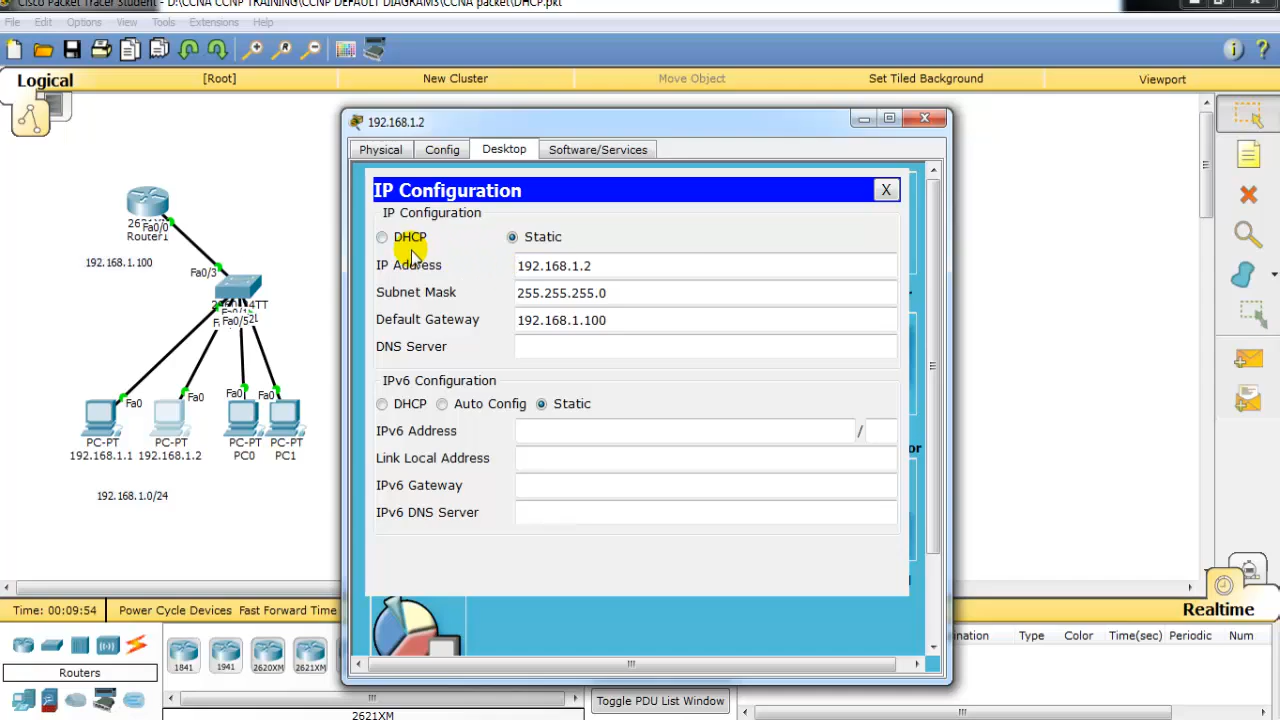 Cisco Packet Tracer Student - D:\CCNA CCNP TRAINING\CCNP DEFAULT DIAGRAMS\CCNA packet\DHCP.pkt
File Edit Options View Tools Extensions Help
Logical [Root] New Cluster Move Object Set Tiled Background Viewport
192.168.1.2
Physical Config Desktop Software/Services
IP Configuration X
IP Configuration
DHCP Static
IP Address 192.168.1.2
Subnet Mask 255.255.255.0
Default Gateway 192.168.1.100
DNS Server
IPv6 Configuration
DHCP Auto Config Static
IPv6 Address /
Link Local Address
IPv6 Gateway
IPv6 DNS Server
Fa0/0
Router1
192.168.1.100
Fa0/3
Fa0/5
Fa0 Fa0 Fa0 Fa0
PC-PT PC-PT PC-PT PC-PT
192.168.1.1 192.168.1.2 PC0 PC1
192.168.1.0/24
Time: 00:09:54 Power Cycle Devices Fast Forward Time
Realtime
Routers
1841 1941 2620XM 2621XM
2621XM
Toggle PDU List Window
Type Color Time(sec) Periodic Num